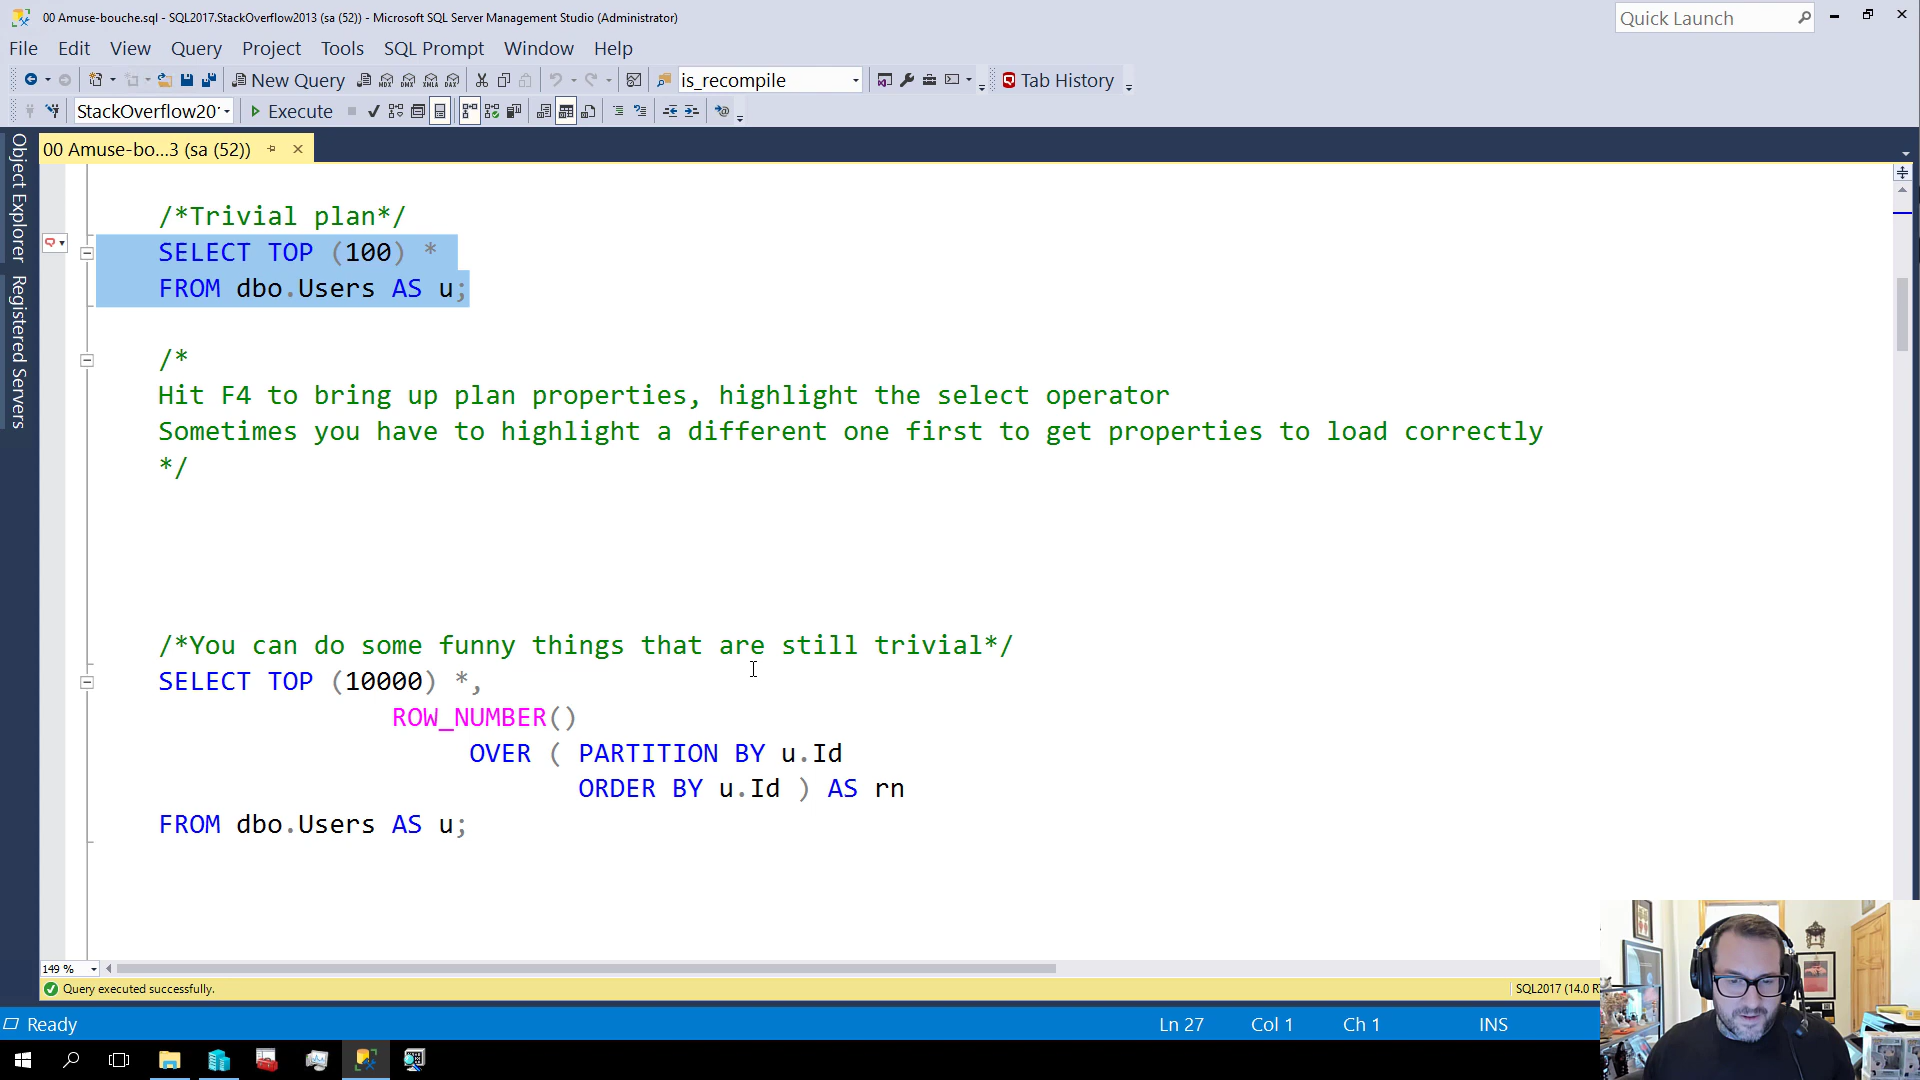 00 Amuse-bouche.sql - SQL2017.StackOverflow2013 (sa (52)) - Microsoft SQL Server Management Studio (Administrator)
Quick Launch
File Edit View Query Project Tools SQL Prompt Window Help
New Query
is_recompile
Tab History
StackOverflow20
Execute
00 Amuse-bo...3 (sa (52))
Object Explorer
Registered Servers
/*Trivial plan*/
SELECT TOP (100) *
FROM dbo.Users AS u;
/*
Hit F4 to bring up plan properties, highlight the select operator
Sometimes you have to highlight a different one first to get properties to load correctly
*/
/*You can do some funny things that are still trivial*/
SELECT TOP (10000) *,
ROW_NUMBER()
OVER ( PARTITION BY u.Id
ORDER BY u.Id ) AS rn
FROM dbo.Users AS u;
149 %
Query executed successfully.
SQL2017 (14.0
Ready
Ln 27
Col 1
Ch 1
INS